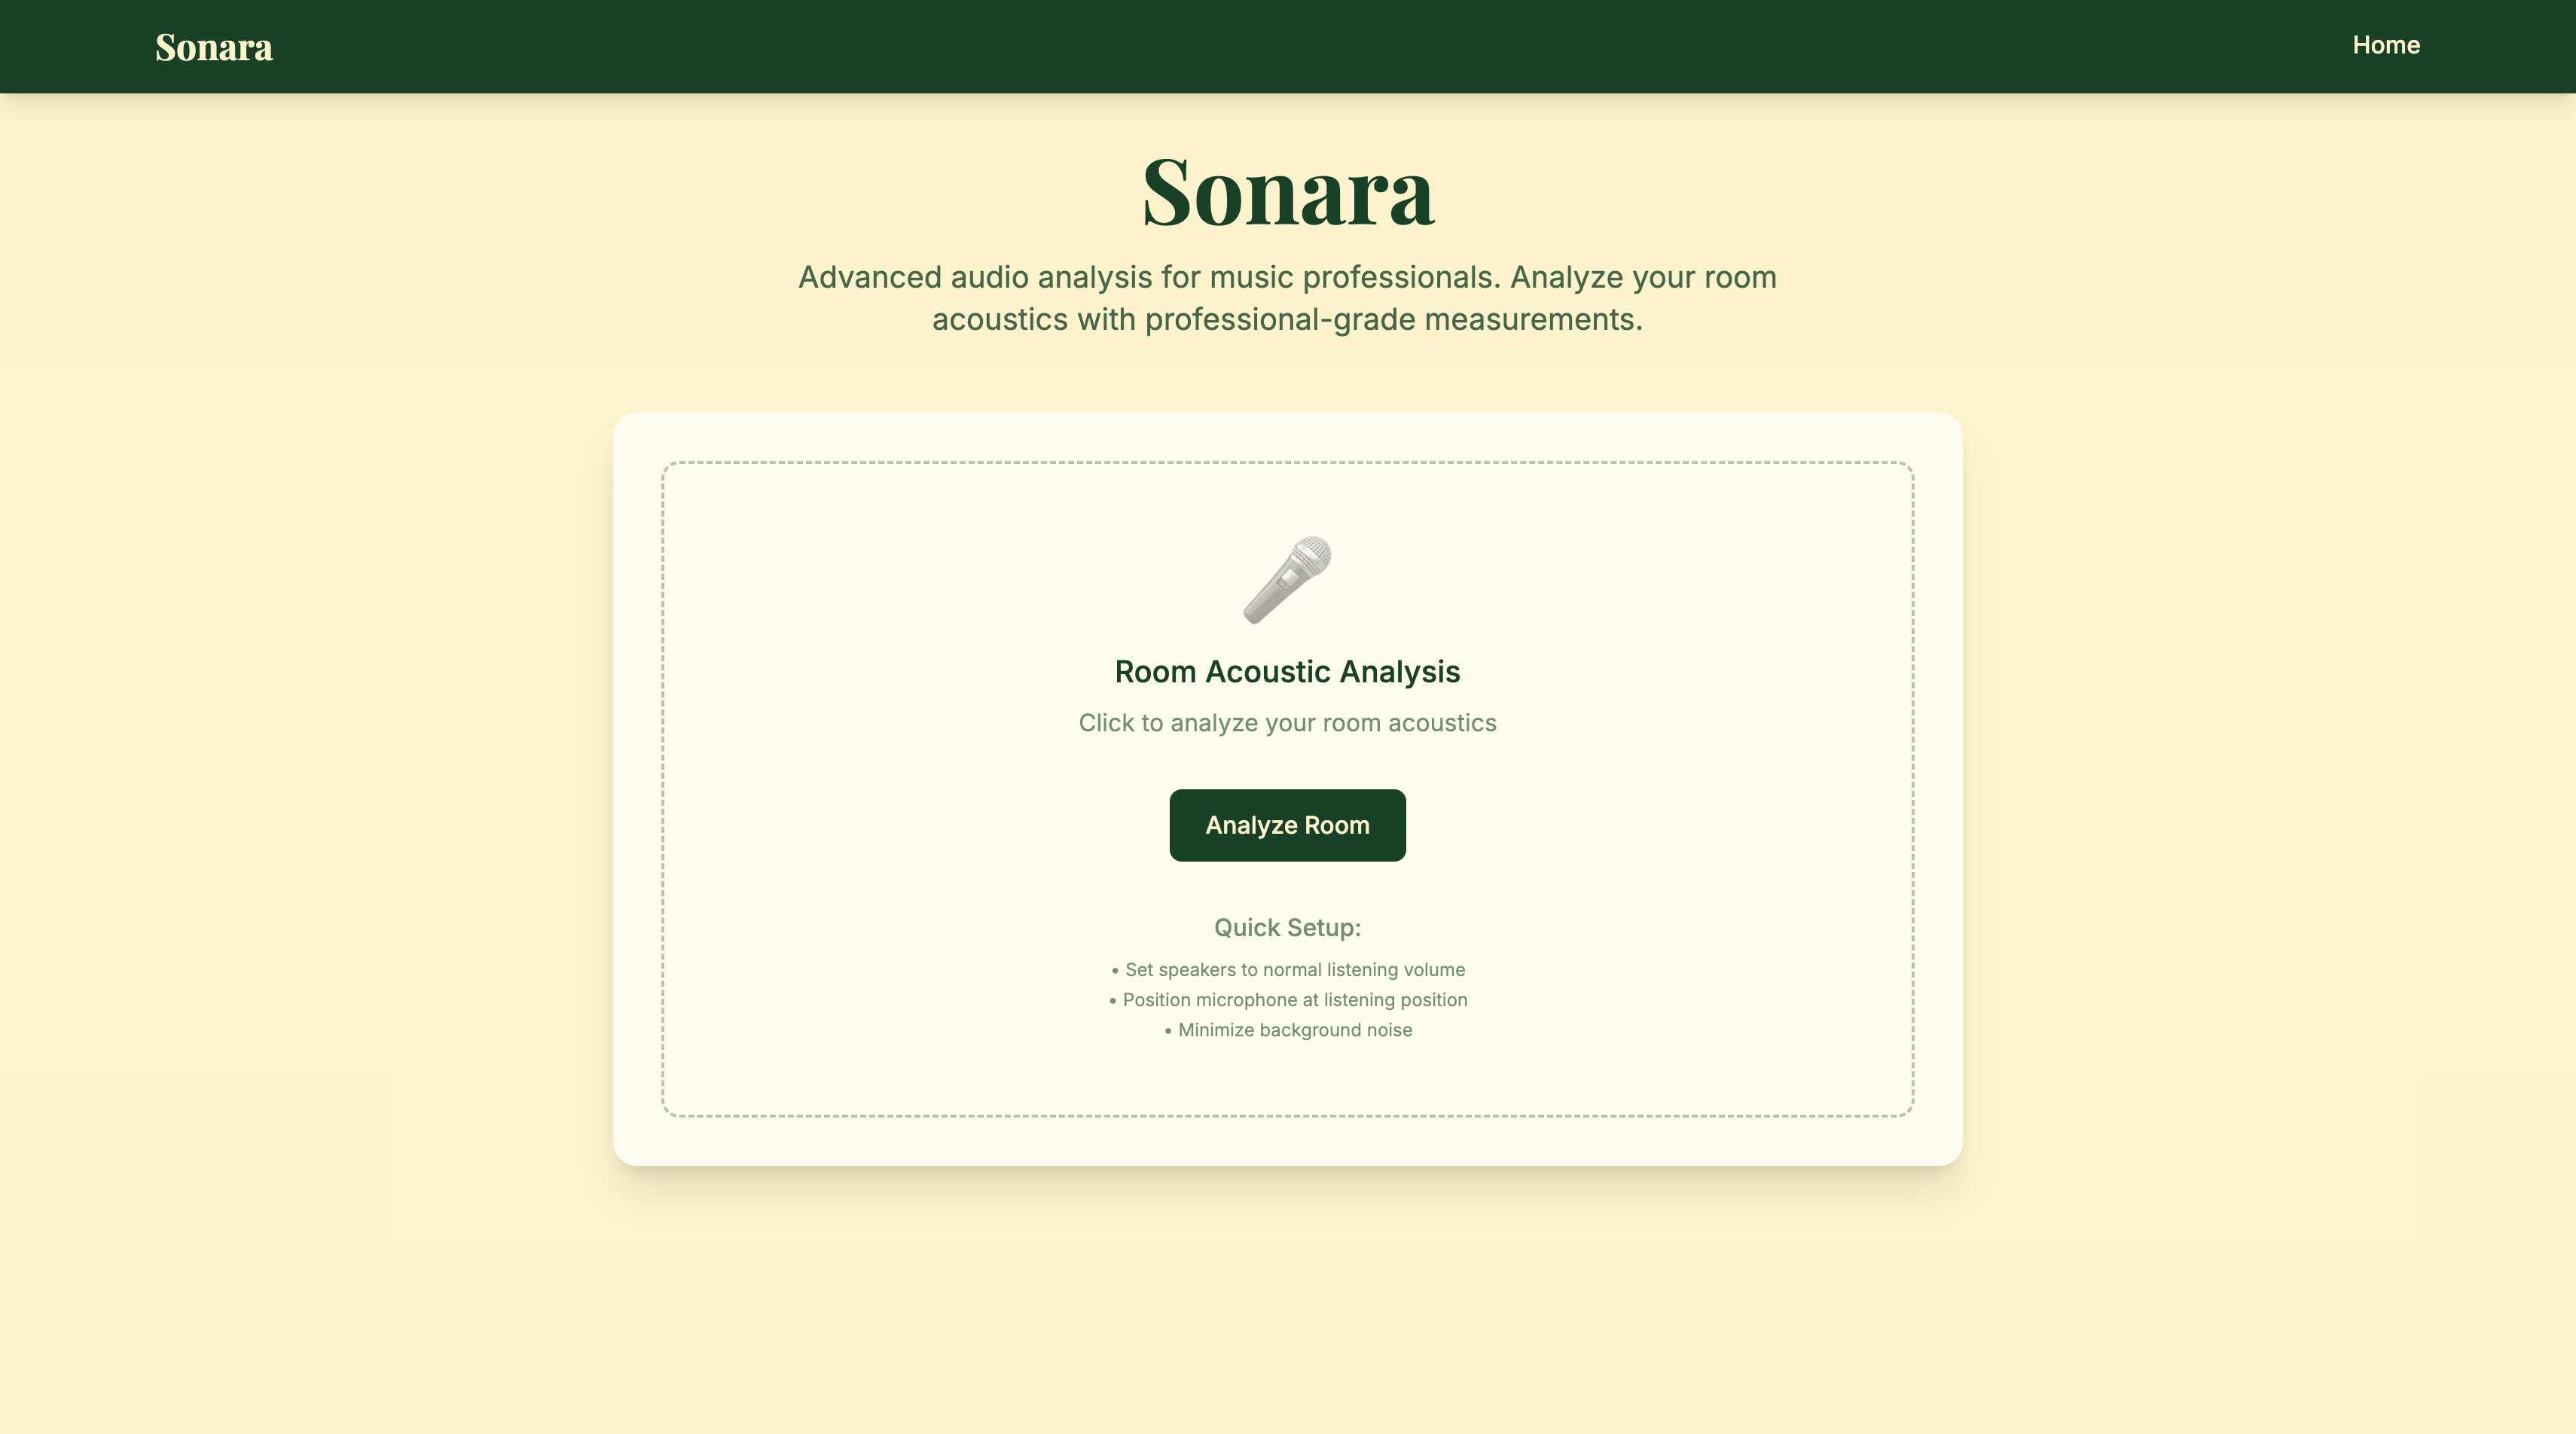 Sonara
Home
Sonara
Advanced audio analysis for music professionals. Analyze your room
acoustics with professional-grade measurements.
Room Acoustic Analysis
Click to analyze your room acoustics
Analyze Room
Quick Setup:
• Set speakers to normal listening volume
• Position microphone at listening position
• Minimize background noise